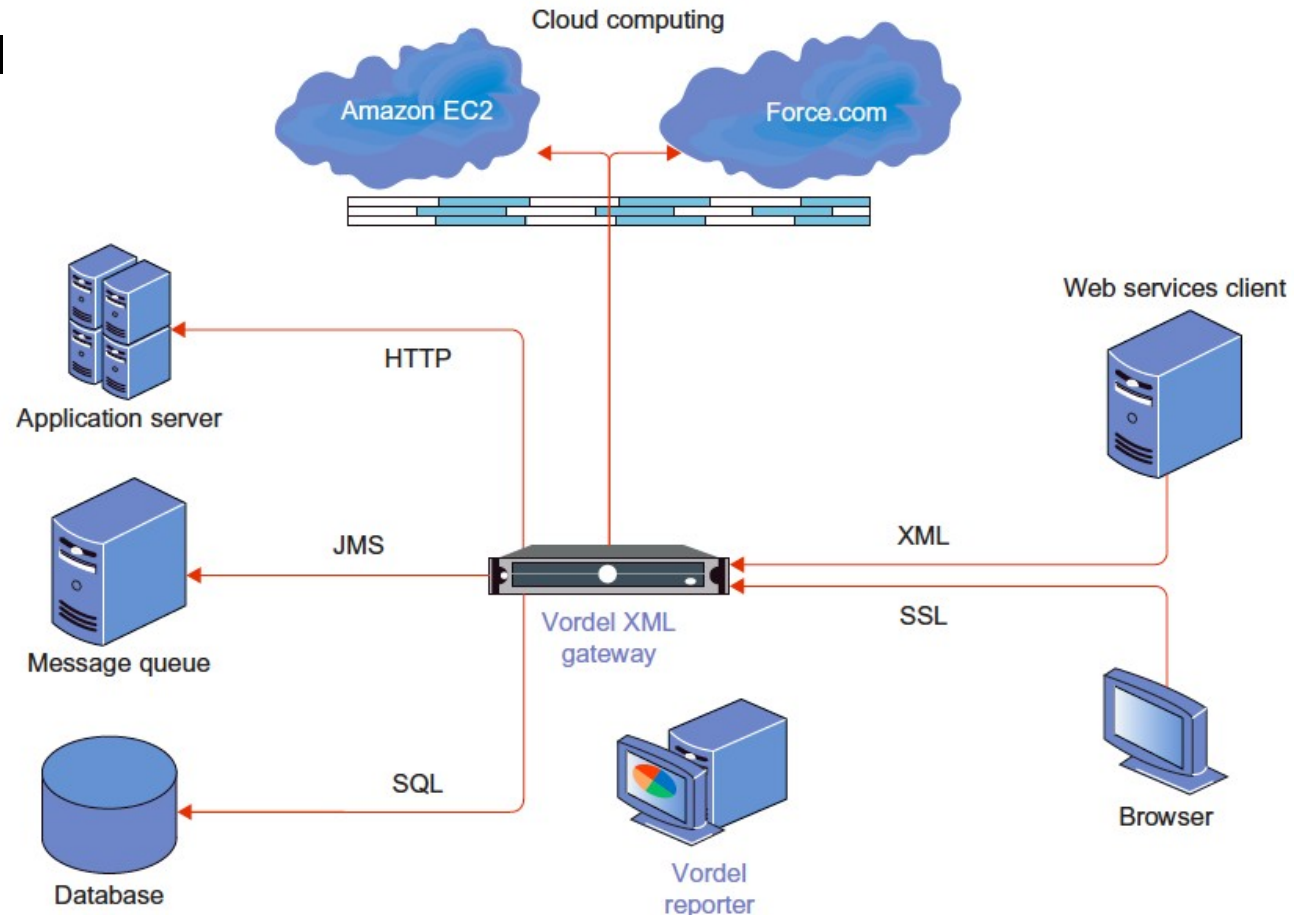 Cloud computing
Amazon EC2
Force.com
Web services client
HTTP
Application server
XML
JMS
SSL
Vordel XML
gateway
Message queue
SQL
Browser
Vordel
reporter
Database